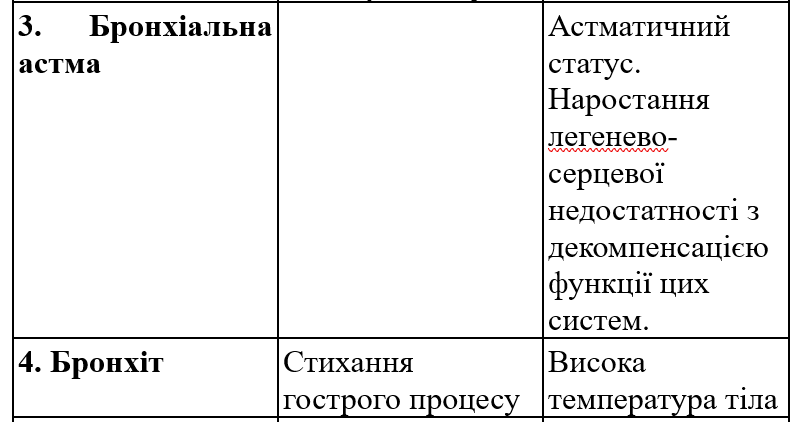 3. Бронхіальна
астма
Астматичний
статус.
Наростання
легенево-
серцевої
недостатності з
декомпенсацією
функції цих
систем.
4. Бронхіт
Стихання
гострого процесу
Висока
температура тіла